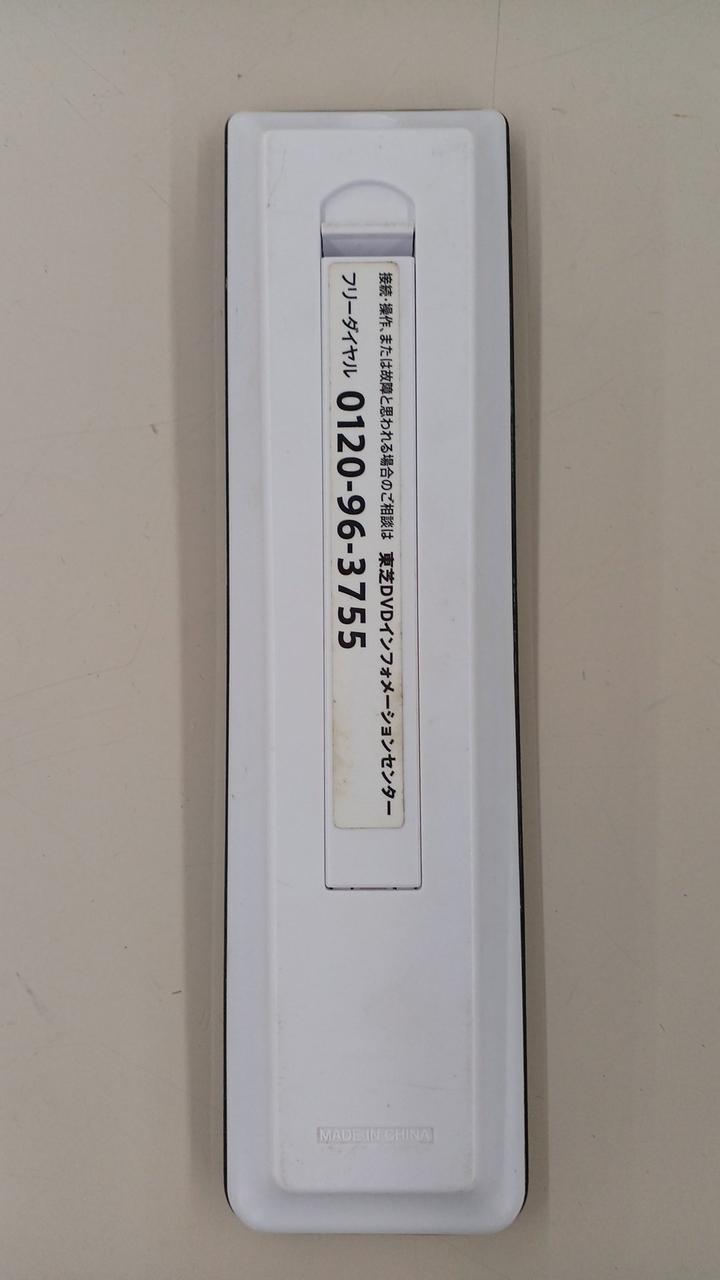 接続・操作、または故障と思われる場合のご相談は 東芝DVDインフォメーションセンター
フリーダイヤル 0120-96-3755
MADE IN CHINA